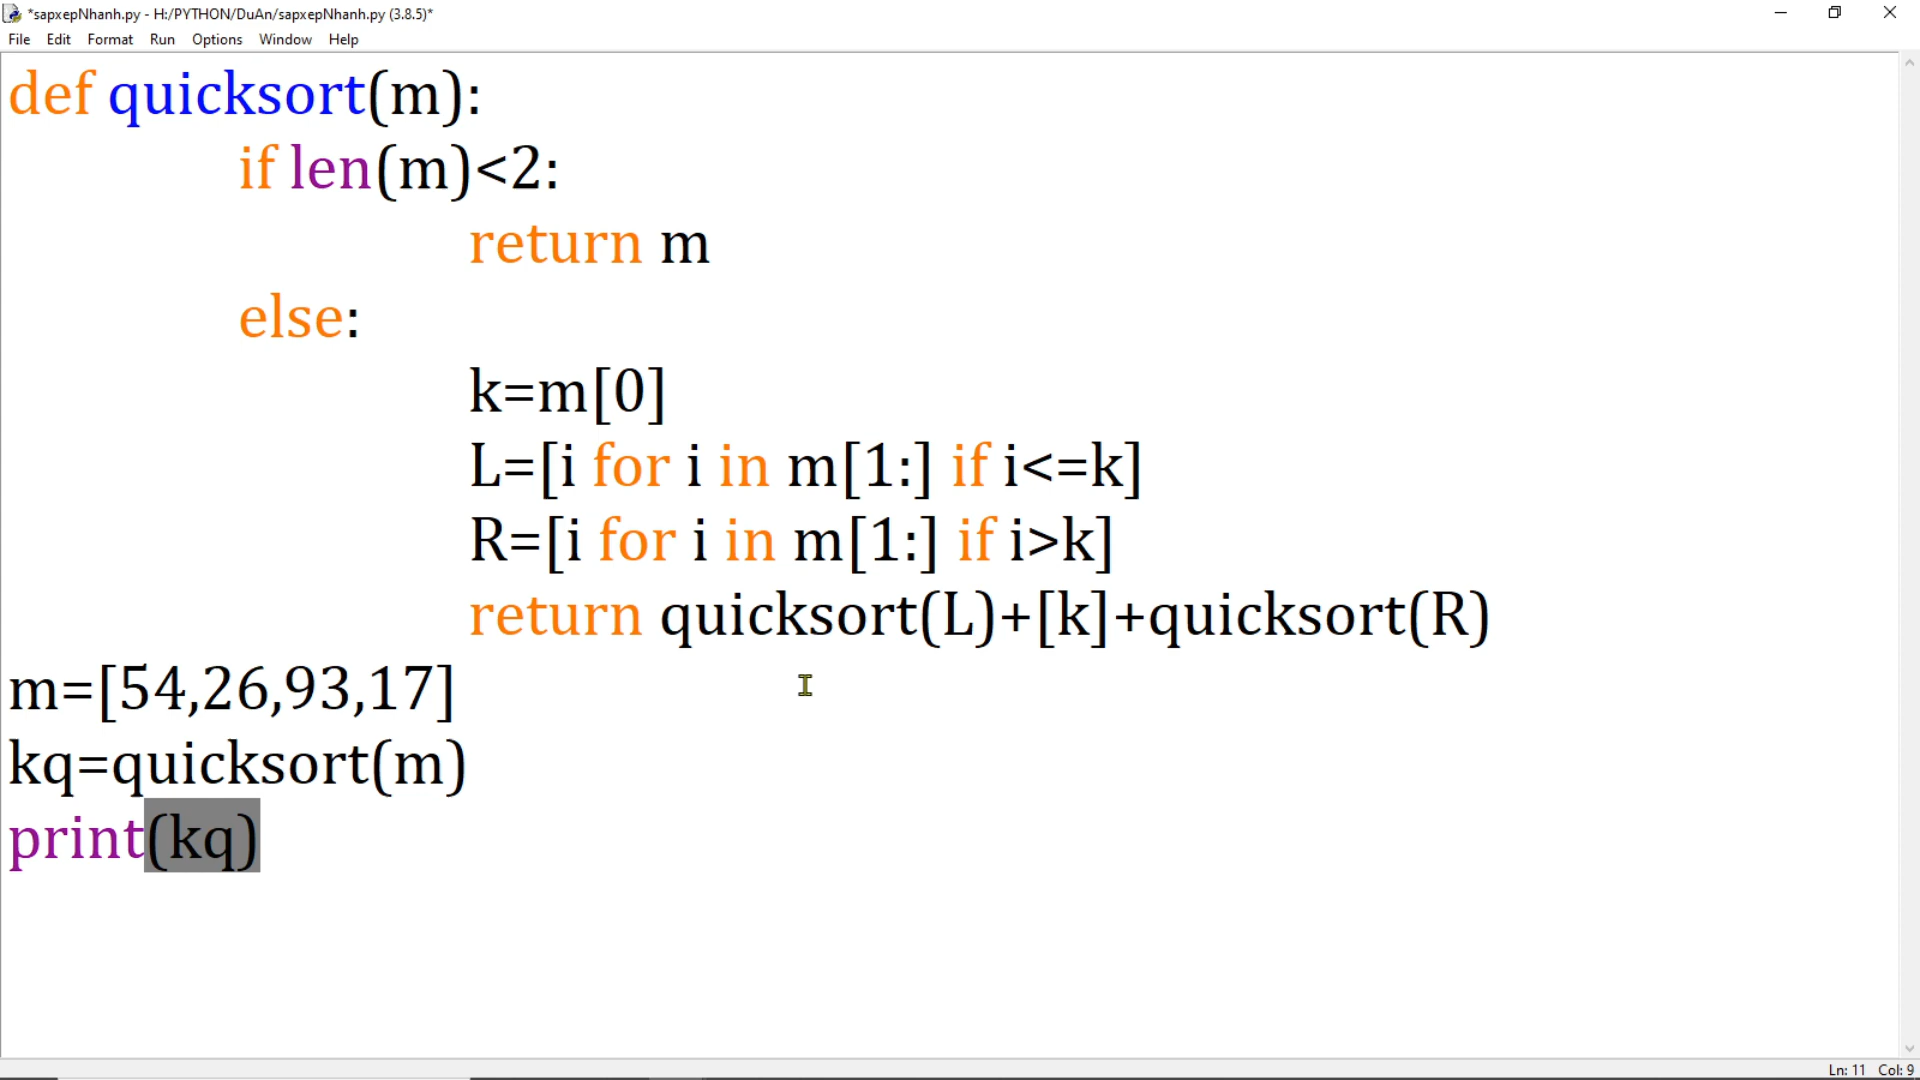 *sapxepNhanh.py - H:/PYTHON/DuAn/sapxepNhanh.py (3.8.5)*
File Edit Format Run Options Window Help
def quicksort(m):
if len(m)<2:
return m
else:
k=m[0]
L=[i for i in m[1:] if i<=k]
R=[i for i in m[1:] if i>k]
return quicksort(L)+[k]+quicksort(R)
m=[54,26,93,17]
kq=quicksort(m)
print(kq)
Ln: 11 Col: 9